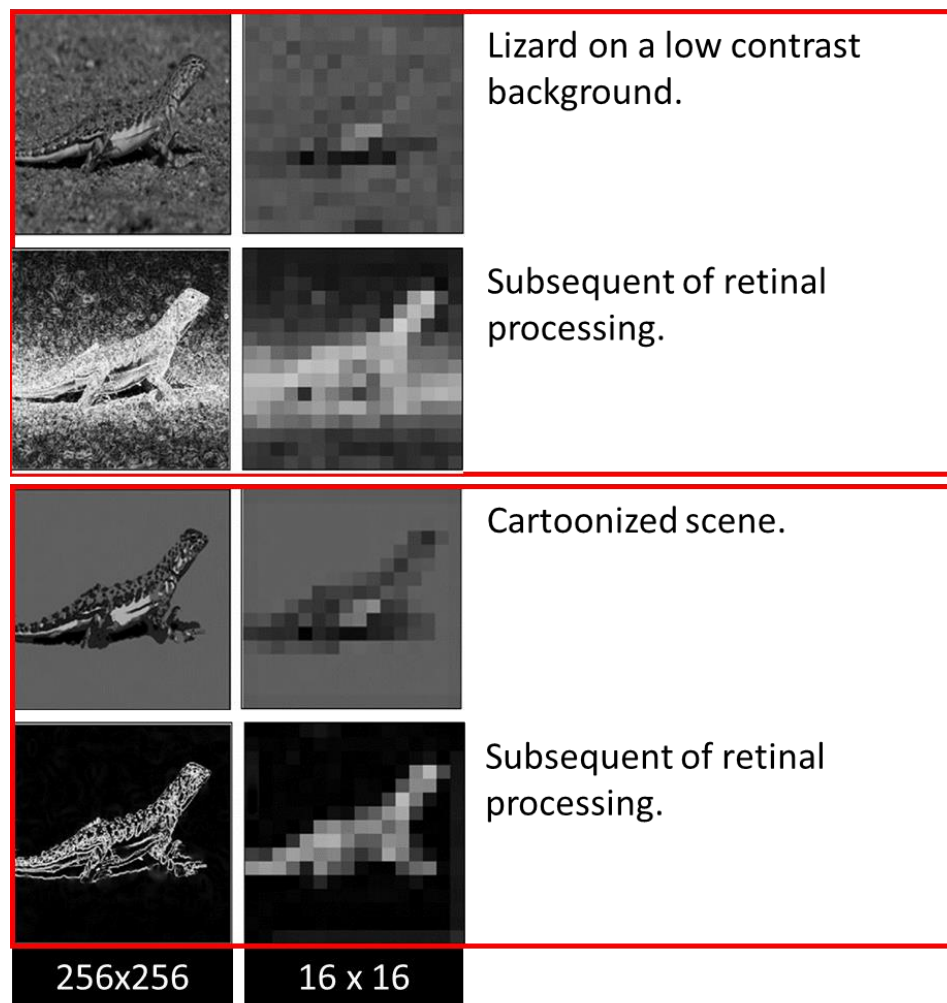 Lizard on a low contrast
background.
Subsequent of retinal
processing.
Cartoonized scene.
Subsequent of retinal
processing.
256x256
16 x 16